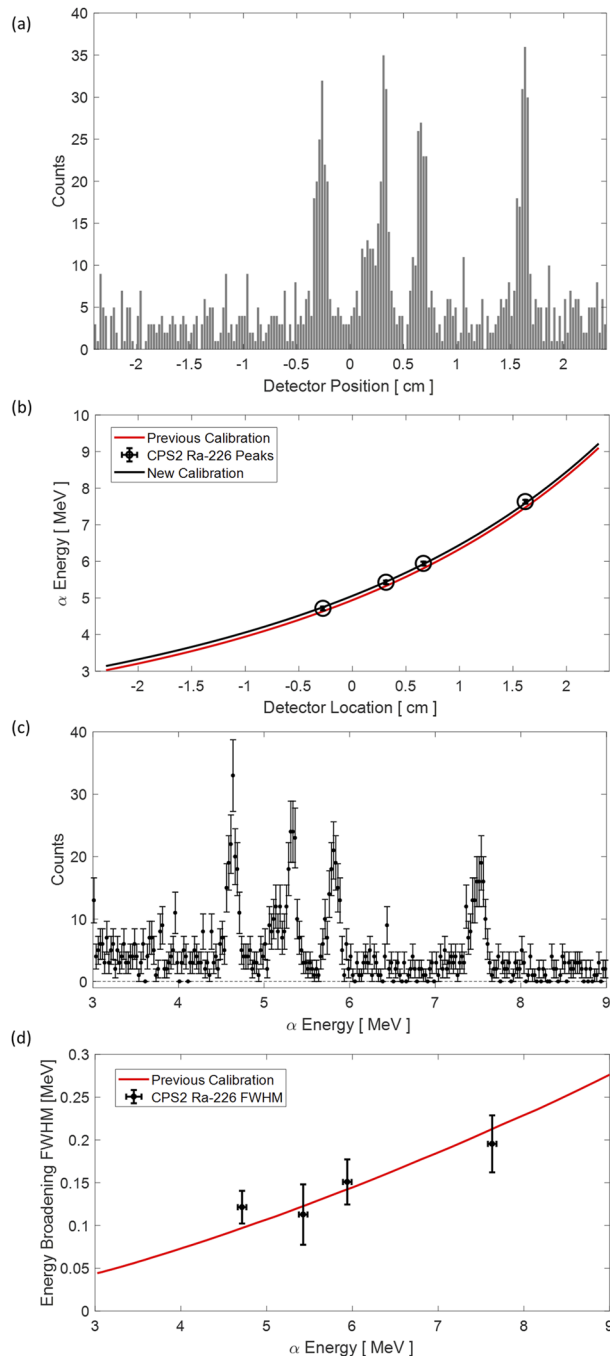 (a)
40
35
30
25
20
15
10
5
0
Counts
-2 -1.5 -1 -0.5 0 0.5 1 1.5 2
Detector Position [ cm ]
(b)
10
9
8
7
6
5
4
3
2
α Energy [ MeV ]
Previous Calibration
CPS2 Ra-226 Peaks
New Calibration
-2 -1.5 -1 -0.5 0 0.5 1 1.5 2
Detector Location [ cm ]
(c)
40
30
20
10
0
Counts
3 4 5 6 7 8 9
α Energy [ MeV ]
(d)
0.3
0.25
0.2
0.15
0.1
0.05
0
Energy Broadening FWHM [MeV]
Previous Calibration
CPS2 Ra-226 FWHM
3 4 5 6 7 8 9
α Energy [ MeV ]